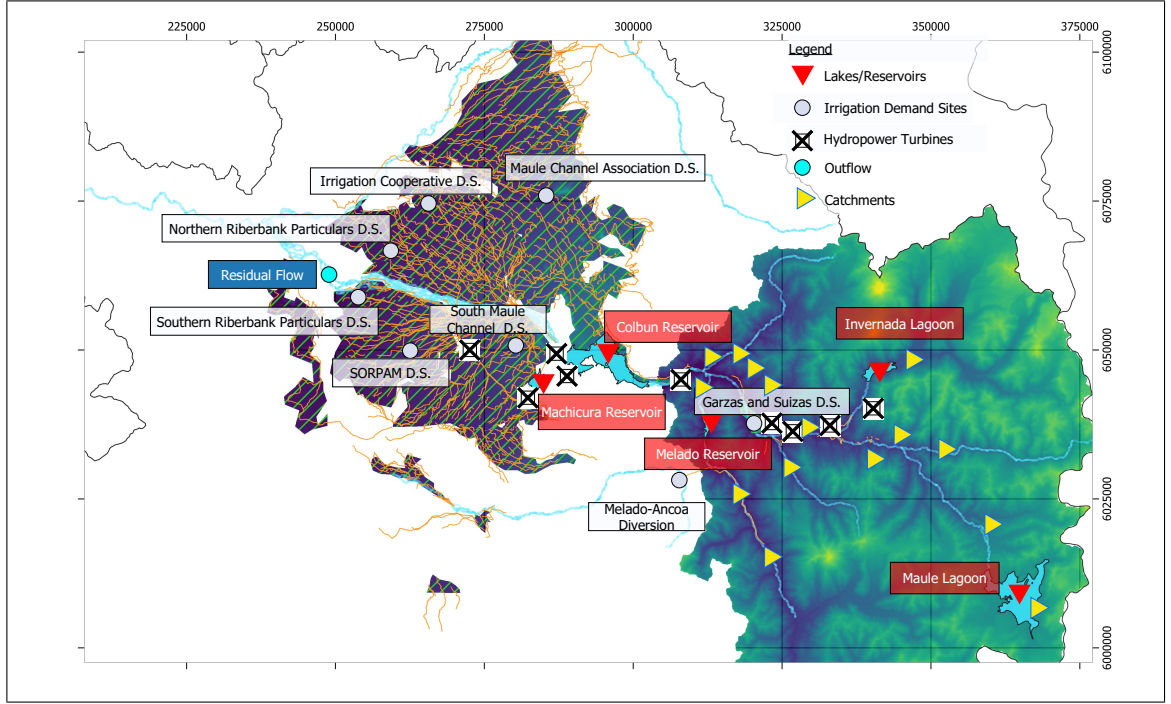 225000
250000
275000
300000
325000
350000
375000
6100000
Legend
Lakes/Reservoirs
Irrigation Demand Sites
Hydropower Turbines
Outflow
Catchments
Maule Channel Association D.S.
Irrigation Cooperative D.S.
6075000
Northern Riberbank Particulars D.S.
Residual Flow
Southern Riberbank Particulars D.S.
South Maule
Channel D.S.
Colbun Reservoir
Invernada Lagoon
6050000
SORPAM D.S.
Machicura Reservoir
Garzas and Suizas D.S.
Melado Reservoir
6025000
Melado-Ancoa
Diversion
Maule Lagoon
6000000